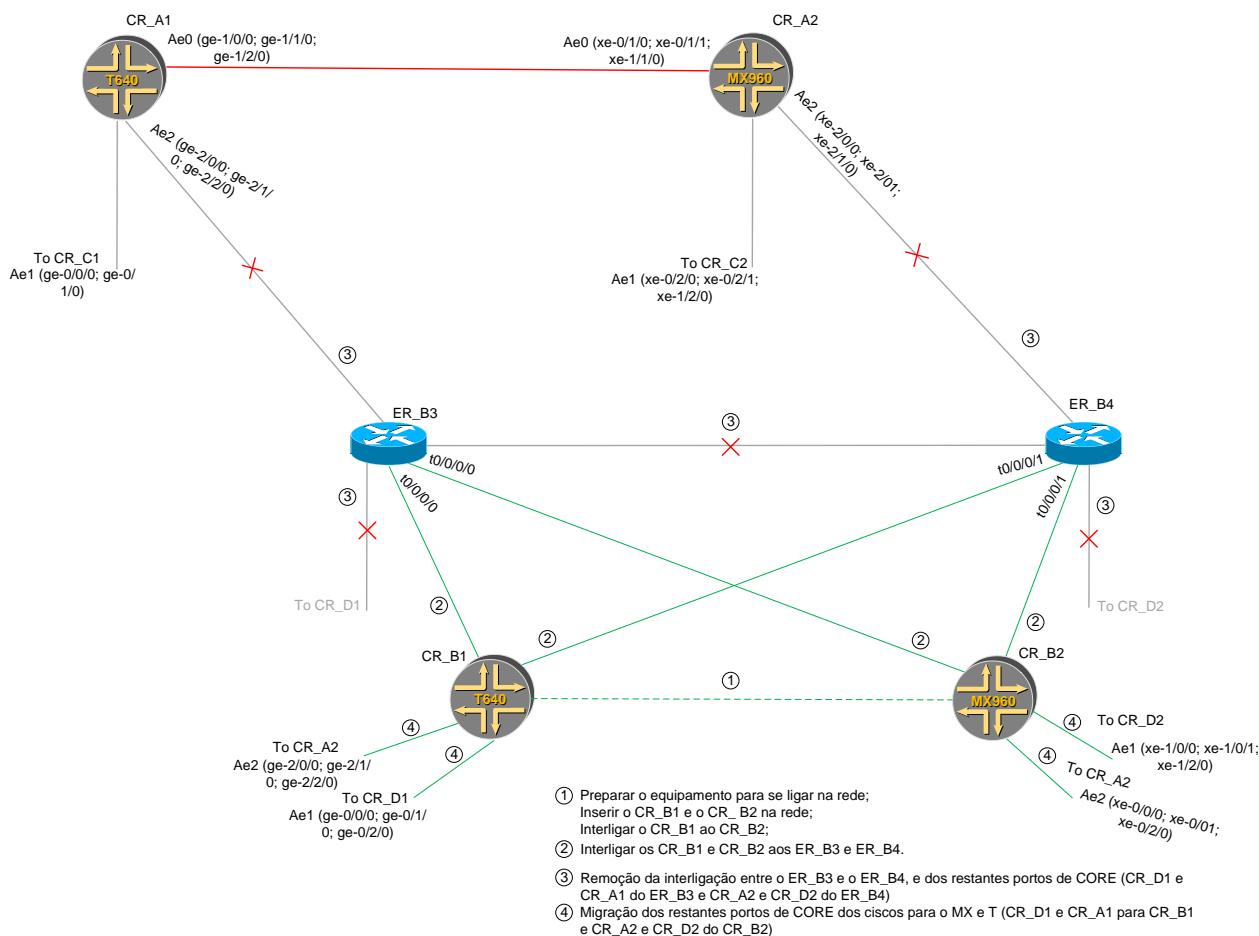 CR_A1
CR_A2
Ae0 (ge-1/0/0; ge-1/1/0;
ge-1/2/0)
Ae0 (xe-0/1/0; xe-0/1/1;
xe-1/1/0)
T640
MX960
Ae2 (ge-2/0/0; ge-2/1/
0; ge-2/2/0)
Ae2 (xe-2/0/0; xe-2/01;
xe-2/1/0)
To CR_C1
Ae1 (ge-0/0/0; ge-0/
1/0)
To CR_C2
Ae1 (xe-0/2/0; xe-0/2/1;
xe-1/2/0)
3
3
ER_B3
ER_B4
3
t0/0/0/0
t0/0/0/0
t0/0/0/1
t0/0/0/1
3
3
To CR_D1
To CR_D2
2
2
2
2
CR_B1
CR_B2
1
T640
MX960
4
4
4
4
To CR_A2
Ae2 (ge-2/0/0; ge-2/1/
0; ge-2/2/0)
To CR_D1
Ae1 (ge-0/0/0; ge-0/1/
0; ge-0/2/0)
To CR_D2
Ae1 (xe-1/0/0; xe-1/0/1;
xe-1/2/0)
To CR_A2
Ae2 (xe-0/0/0; xe-0/01;
xe-0/2/0)
1 Preparar o equipamento para se ligar na rede;
Inserir o CR_B1 e o CR_ B2 na rede;
Interligar o CR_B1 ao CR_B2;
2 Interligar os CR_B1 e CR_B2 aos ER_B3 e ER_B4.
3 Remoção da interligação entre o ER_B3 e o ER_B4, e dos restantes portos de CORE (CR_D1 e
CR_A1 do ER_B3 e CR_A2 e CR_D2 do ER_B4)
4 Migração dos restantes portos de CORE dos ciscos para o MX e T (CR_D1 e CR_A1 para CR_B1
e CR_A2 e CR_D2 do CR_B2)